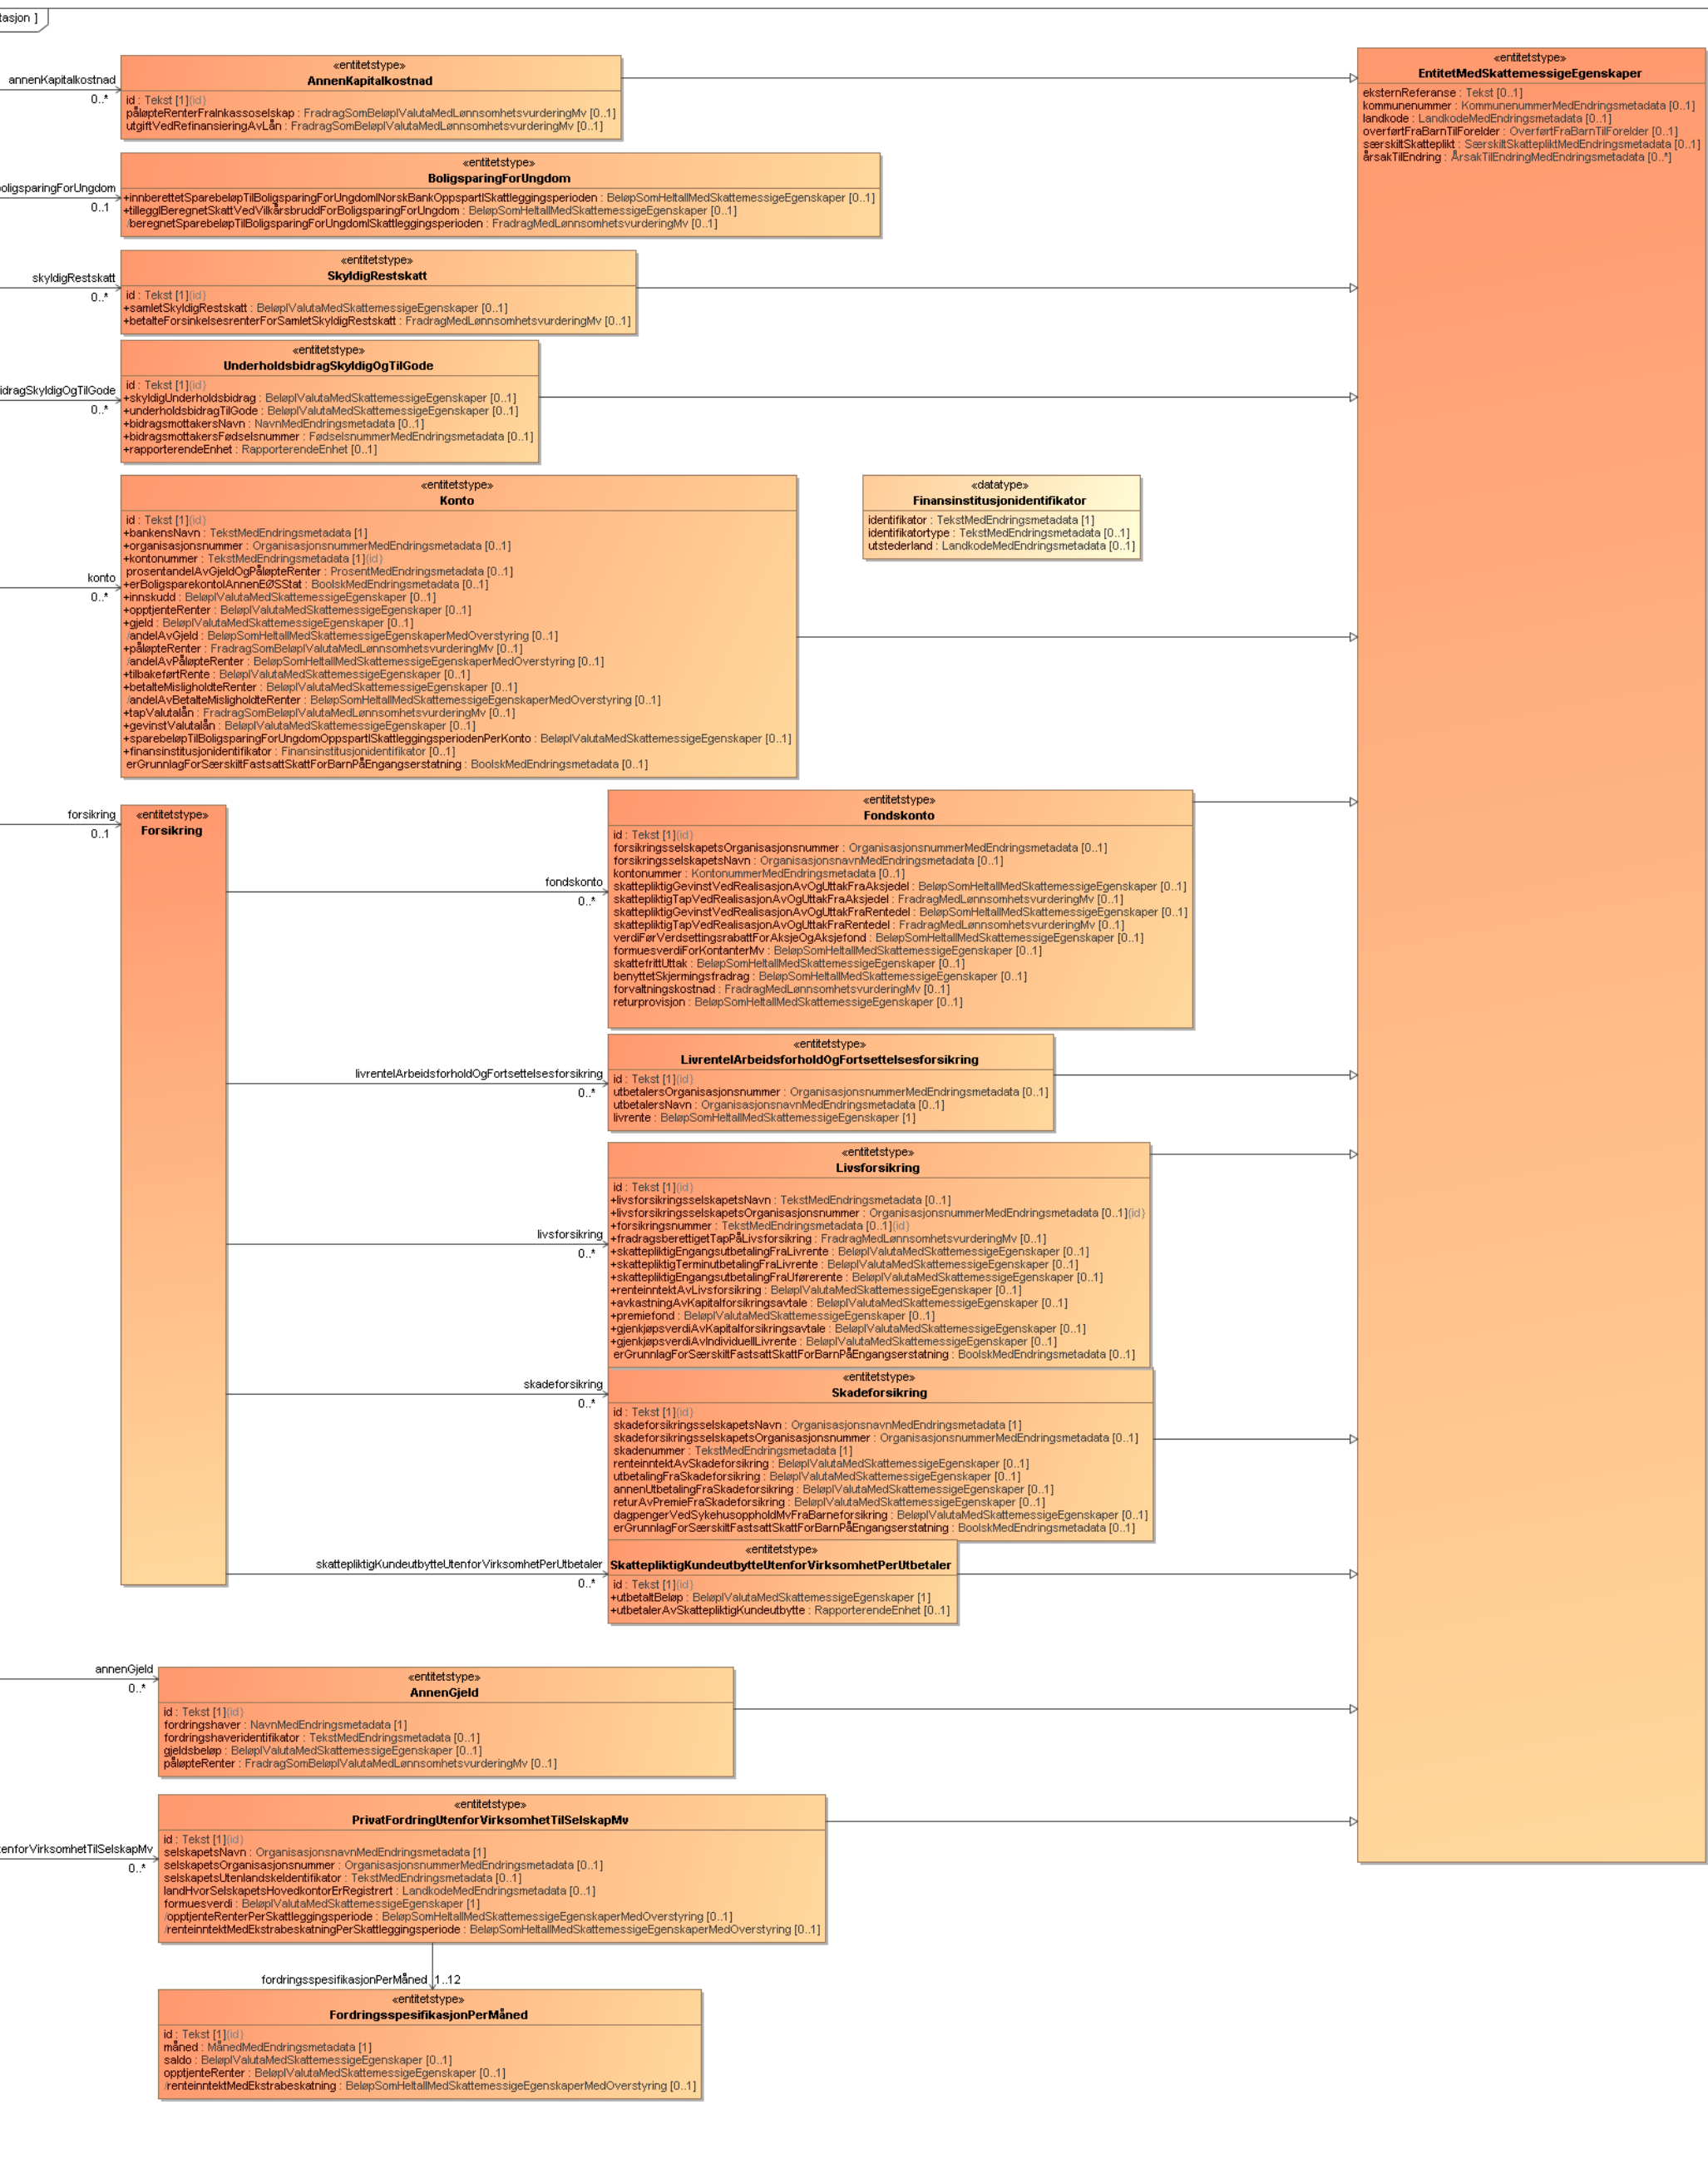 tasjon ]
annenKapitalkostnad
0..*
«entitetstype»
AnnenKapitalkostnad
id : Tekst [1]{id}
påløpteRenterFraInkassoselskap : FradragSomBeløpIValutaMedLønnsomhetsvurderingMv [0..1]
utgiftVedRefinansieringAvLån : FradragSomBeløpIValutaMedLønnsomhetsvurderingMv [0..1]
«entitetstype»
EntitetMedSkattemessigeEgenskaper
eksternReferanse : Tekst [0..1]
kommunenummer : KommunenummerMedEndringsmetadata [0..1]
landkode : LandkodeMedEndringsmetadata [0..1]
overførtFraBarnTilForelder : OverførtFraBarnTilForelder [0..1]
særskiltSkatteplikt : SærskiltSkattepliktMedEndringsmetadata [0..1]
årsakTilEndring : ÅrsakTilEndringMedEndringsmetadata [0..*]
boligsparingForUngdom
0..1
«entitetstype»
BoligsparingForUngdom
+innberettetSparebeløpTilBoligsparingForUngdomINorskBankOppspartISkattleggingsperioden : BeløpSomHeltallMedSkattemessigeEgenskaper [0..1]
+tilleggIBeregnetSkattVedVilkårsbruddForBoligsparingForUngdom : BeløpSomHeltallMedSkattemessigeEgenskaper [0..1]
/beregnetSparebeløpTilBoligsparingForUngdomISkattleggingsperioden : FradragMedLønnsomhetsvurderingMv [0..1]
skyldigRestskatt
0..*
«entitetstype»
SkyldigRestskatt
id : Tekst [1]{id}
+samletSkyldigRestskatt : BeløpIValutaMedSkattemessigeEgenskaper [0..1]
+betalteForsinkelsesrenterForSamletSkyldigRestskatt : FradragMedLønnsomhetsvurderingMv [0..1]
idragSkyldigOgTilGode
0..*
«entitetstype»
UnderholdsbidragSkyldigOgTilGode
id : Tekst [1]{id}
+skyldigUnderholdsbidrag : BeløpIValutaMedSkattemessigeEgenskaper [0..1]
+underholdsbidragTilGode : BeløpIValutaMedSkattemessigeEgenskaper [0..1]
+bidragsmottakersNavn : NavnMedEndringsmetadata [0..1]
+bidragsmottakersFødselsnummer : FødselsnummerMedEndringsmetadata [0..1]
+rapporterendeEnhet : RapporterendeEnhet [0..1]
konto
0..*
«entitetstype»
Konto
id : Tekst [1]{id}
+bankensNavn : TekstMedEndringsmetadata [1]
+organisasjonsnummer : OrganisasjonsnummerMedEndringsmetadata [0..1]
+kontonummer : TekstMedEndringsmetadata [1]{id}
prosentandelAvGjeldOgPåløpteRenter : ProsentMedEndringsmetadata [0..1]
+erBoligsparekontoIAnnenEØSStat : BoolskMedEndringsmetadata [0..1]
+innskudd : BeløpIValutaMedSkattemessigeEgenskaper [0..1]
+opptjenteRenter : BeløpIValutaMedSkattemessigeEgenskaper [0..1]
+gjeld : BeløpIValutaMedSkattemessigeEgenskaper [0..1]
/andelAvGjeld : BeløpSomHeltallMedSkattemessigeEgenskaperMedOverstyring [0..1]
+påløpteRenter : FradragSomBeløpIValutaMedLønnsomhetsvurderingMv [0..1]
/andelAvPåløpteRenter : BeløpSomHeltallMedSkattemessigeEgenskaperMedOverstyring [0..1]
+tilbakeførtRente : BeløpIValutaMedSkattemessigeEgenskaper [0..1]
+betalteMisligholdteRenter : BeløpIValutaMedSkattemessigeEgenskaper [0..1]
/andelAvBetalteMisligholdteRenter : BeløpSomHeltallMedSkattemessigeEgenskaperMedOverstyring [0..1]
+tapValutalån : FradragSomBeløpIValutaMedLønnsomhetsvurderingMv [0..1]
+gevinstValutalån : BeløpIValutaMedSkattemessigeEgenskaper [0..1]
+sparebeløpTilBoligsparingForUngdomOppspartISkattleggingsperiodenPerKonto : BeløpIValutaMedSkattemessigeEgenskaper [0..1]
+finansinstitusjonidentifikator : Finansinstitusjonidentifikator [0..1]
erGrunnlagForSærskiltFastsattSkattForBarnPåEngangserstatning : BoolskMedEndringsmetadata [0..1]
«datatype»
Finansinstitusjonidentifikator
identifikator : TekstMedEndringsmetadata [1]
identifikatortype : TekstMedEndringsmetadata [0..1]
utstederland : LandkodeMedEndringsmetadata [0..1]
forsikring
0..1
«entitetstype»
Forsikring
fondskonto
0..*
«entitetstype»
Fondskonto
id : Tekst [1]{id}
forsikringsselskapetsOrganisasjonsnummer : OrganisasjonsnummerMedEndringsmetadata [0..1]
forsikringsselskapetsNavn : OrganisasjonsnavnMedEndringsmetadata [0..1]
kontonummer : KontonummerMedEndringsmetadata [0..1]
skattepliktigGevinstVedRealisasjonAvOgUttakFraAksjedel : BeløpSomHeltallMedSkattemessigeEgenskaper [0..1]
skattepliktigTapVedRealisasjonAvOgUttakFraAksjedel : FradragMedLønnsomhetsvurderingMv [0..1]
skattepliktigGevinstVedRealisasjonAvOgUttakFraRentedel : BeløpSomHeltallMedSkattemessigeEgenskaper [0..1]
skattepliktigTapVedRealisasjonAvOgUttakFraRentedel : FradragMedLønnsomhetsvurderingMv [0..1]
verdiFørVerdsettingsrabattForAksjeOgAksjefond : BeløpSomHeltallMedSkattemessigeEgenskaper [0..1]
formuesverdiForKontanterMv : BeløpSomHeltallMedSkattemessigeEgenskaper [0..1]
skattefrittUttak : BeløpSomHeltallMedSkattemessigeEgenskaper [0..1]
benyttetSkjermingsfradrag : BeløpSomHeltallMedSkattemessigeEgenskaper [0..1]
forvaltningskostnad : FradragMedLønnsomhetsvurderingMv [0..1]
returprovisjon : BeløpSomHeltallMedSkattemessigeEgenskaper [0..1]
livrenteIArbeidsforholdOgFortsettelsesforsikring
0..*
«entitetstype»
LivrenteIArbeidsforholdOgFortsettelsesforsikring
id : Tekst [1]{id}
utbetalersOrganisasjonsnummer : OrganisasjonsnummerMedEndringsmetadata [0..1]
utbetalersNavn : OrganisasjonsnavnMedEndringsmetadata [0..1]
livrente : BeløpSomHeltallMedSkattemessigeEgenskaper [1]
livsforsikring
0..*
«entitetstype»
Livsforsikring
id : Tekst [1]{id}
+livsforsikringsselskapetsNavn : TekstMedEndringsmetadata [0..1]
+livsforsikringsselskapetsOrganisasjonsnummer : OrganisasjonsnummerMedEndringsmetadata [0..1]{id}
+forsikringsnummer : TekstMedEndringsmetadata [0..1]{id}
+fradragsberettigetTapPåLivsforsikring : FradragMedLønnsomhetsvurderingMv [0..1]
+skattepliktigEngangsutbetalingFraLivrente : BeløpIValutaMedSkattemessigeEgenskaper [0..1]
+skattepliktigTerminutbetalingFraLivrente : BeløpIValutaMedSkattemessigeEgenskaper [0..1]
+skattepliktigEngangsutbetalingFraUførerente : BeløpIValutaMedSkattemessigeEgenskaper [0..1]
+renteinntektAvLivsforsikring : BeløpIValutaMedSkattemessigeEgenskaper [0..1]
+avkastningAvKapitalforsikringsavtale : BeløpIValutaMedSkattemessigeEgenskaper [0..1]
+premiefond : BeløpIValutaMedSkattemessigeEgenskaper [0..1]
+gjenkjøpsverdiAvKapitalforsikringsavtale : BeløpIValutaMedSkattemessigeEgenskaper [0..1]
+gjenkjøpsverdiAvIndividuellLivrente : BeløpIValutaMedSkattemessigeEgenskaper [0..1]
erGrunnlagForSærskiltFastsattSkattForBarnPåEngangserstatning : BoolskMedEndringsmetadata [0..1]
skadeforsikring
0..*
«entitetstype»
Skadeforsikring
id : Tekst [1]{id}
skadeforsikringsselskapetsNavn : OrganisasjonsnavnMedEndringsmetadata [1]
skadeforsikringsselskapetsOrganisasjonsnummer : OrganisasjonsnummerMedEndringsmetadata [0..1]
skadenummer : TekstMedEndringsmetadata [1]
renteinntektAvSkadeforsikring : BeløpIValutaMedSkattemessigeEgenskaper [0..1]
utbetalingFraSkadeforsikring : BeløpIValutaMedSkattemessigeEgenskaper [0..1]
annenUtbetalingFraSkadeforsikring : BeløpIValutaMedSkattemessigeEgenskaper [0..1]
returAvPremieFraSkadeforsikring : BeløpIValutaMedSkattemessigeEgenskaper [0..1]
dagpengerVedSykehusoppholdMvFraBarneforsikring : BeløpIValutaMedSkattemessigeEgenskaper [0..1]
erGrunnlagForSærskiltFastsattSkattForBarnPåEngangserstatning : BoolskMedEndringsmetadata [0..1]
skattepliktigKundeutbytteUtenforVirksomhetPerUtbetaler
0..*
«entitetstype»
SkattepliktigKundeutbytteUtenforVirksomhetPerUtbetaler
id : Tekst [1]{id}
+utbetaltBeløp : BeløpIValutaMedSkattemessigeEgenskaper [1]
+utbetalerAvSkattepliktigKundeutbytte : RapporterendeEnhet [0..1]
annenGjeld
0..*
«entitetstype»
AnnenGjeld
id : Tekst [1]{id}
fordringshaver : NavnMedEndringsmetadata [1]
fordringshaveridentifikator : TekstMedEndringsmetadata [0..1]
gjeldsbeløp : BeløpIValutaMedSkattemessigeEgenskaper [0..1]
påløpteRenter : FradragSomBeløpIValutaMedLønnsomhetsvurderingMv [0..1]
tenforVirksomhetTilSelskapMv
0..*
«entitetstype»
PrivatFordringUtenforVirksomhetTilSelskapMv
id : Tekst [1]{id}
selskapetsNavn : OrganisasjonsnavnMedEndringsmetadata [1]
selskapetsOrganisasjonsnummer : OrganisasjonsnummerMedEndringsmetadata [0..1]
selskapetsUtenlandskeIdentifikator : TekstMedEndringsmetadata [0..1]
landHvorSelskapetsHovedkontorErRegistrert : LandkodeMedEndringsmetadata [0..1]
formuesverdi : BeløpIValutaMedSkattemessigeEgenskaper [1]
/opptjenteRenterPerSkattleggingsperiode : BeløpSomHeltallMedSkattemessigeEgenskaperMedOverstyring [0..1]
/renteinntektMedEkstrabeskatningPerSkattleggingsperiode : BeløpSomHeltallMedSkattemessigeEgenskaperMedOverstyring [0..1]
fordringsspesifikasjonPerMåned 1..12
«entitetstype»
FordringsspesifikasjonPerMåned
id : Tekst [1]{id}
måned : MånedMedEndringsmetadata [1]
saldo : BeløpIValutaMedSkattemessigeEgenskaper [0..1]
opptjenteRenter : BeløpIValutaMedSkattemessigeEgenskaper [0..1]
/renteinntektMedEkstrabeskatning : BeløpSomHeltallMedSkattemessigeEgenskaperMedOverstyring [0..1]